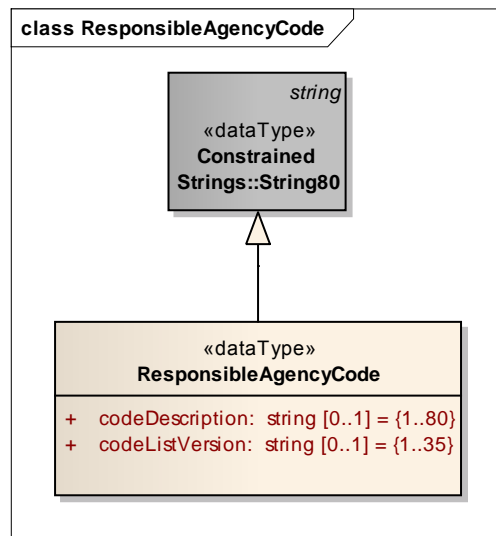 class ResponsibleAgencyCode
string
«dataType»
Constrained
Strings::String80
«dataType»
ResponsibleAgencyCode
+ codeDescription: string [0..1] = {1..80}
+ codeListVersion: string [0..1] = {1..35}